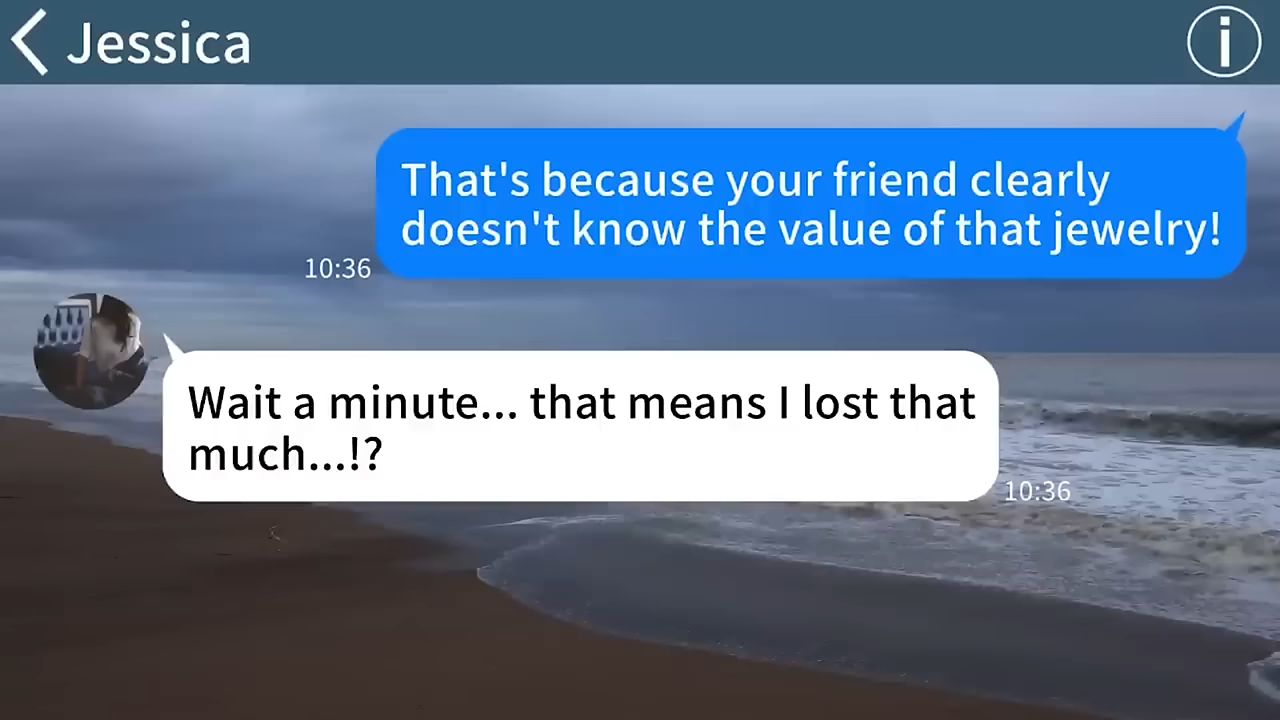 Jessica
That's because your friend clearly
doesn't know the value of that jewelry!
10:36
Wait a minute... that means I lost that
much...!?
10:36